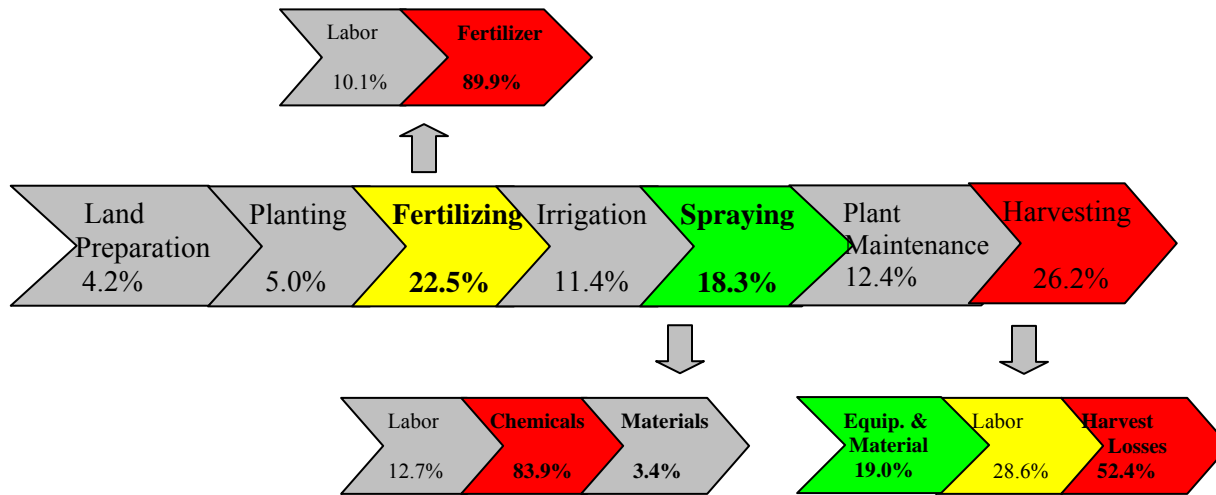 Labor
10.1%
Fertilizer
89.9%
Land
Preparation
4.2%
Planting
5.0%
Fertilizing
22.5%
Irrigation
11.4%
Spraying
18.3%
Plant
Maintenance
12.4%
Harvesting
26.2%
Labor
12.7%
Chemicals
83.9%
Materials
3.4%
Equip. &
Material
19.0%
Labor
28.6%
Harvest
Losses
52.4%